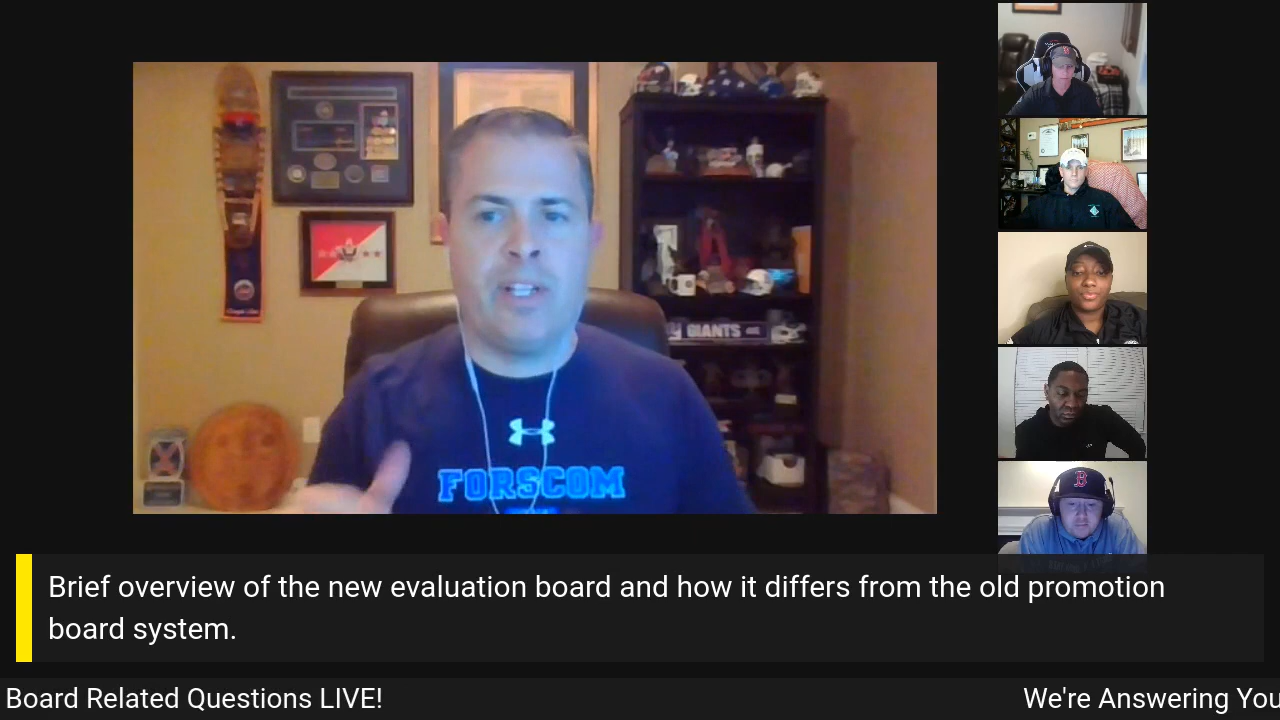 GIANTS
FORSCOM
B
Brief overview of the new evaluation board and how it differs from the old promotion
board system.
Board Related Questions LIVE!
We're Answering You